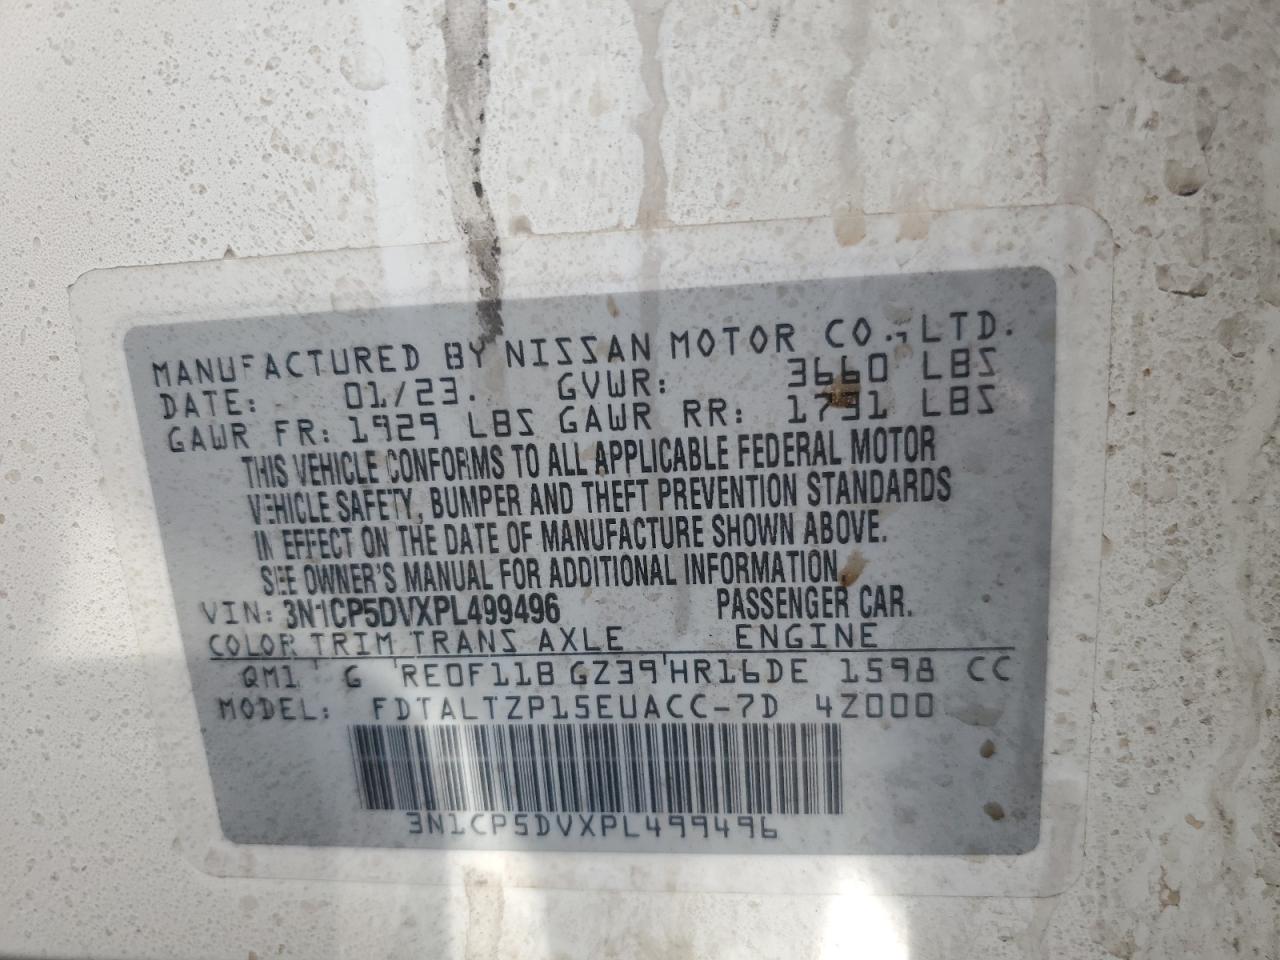 MANUFACTURED BY NISSAN MOTOR CO., LTD.
DATE: 01/23. GVWR: 3660 LBS
GAWR FR: 1929 LBS GAWR RR: 1731 LBS
THIS VEHICLE CONFORMS TO ALL APPLICABLE FEDERAL MOTOR
VEHICLE SAFETY, BUMPER AND THEFT PREVENTION STANDARDS
IN EFFECT ON THE DATE OF MANUFACTURE SHOWN ABOVE.
SEE OWNER'S MANUAL FOR ADDITIONAL INFORMATION.
VIN: 3N1CP5DVXPL499496 PASSENGER CAR.
COLOR TRIM TRANS AXLE ENGINE
QM1 ' G ' RE0F11B GZ39'HR16DE 1598 CC
MODEL: FDTALTZP15EUACC-7D 4Z000
3N1CP5DVXPL499496